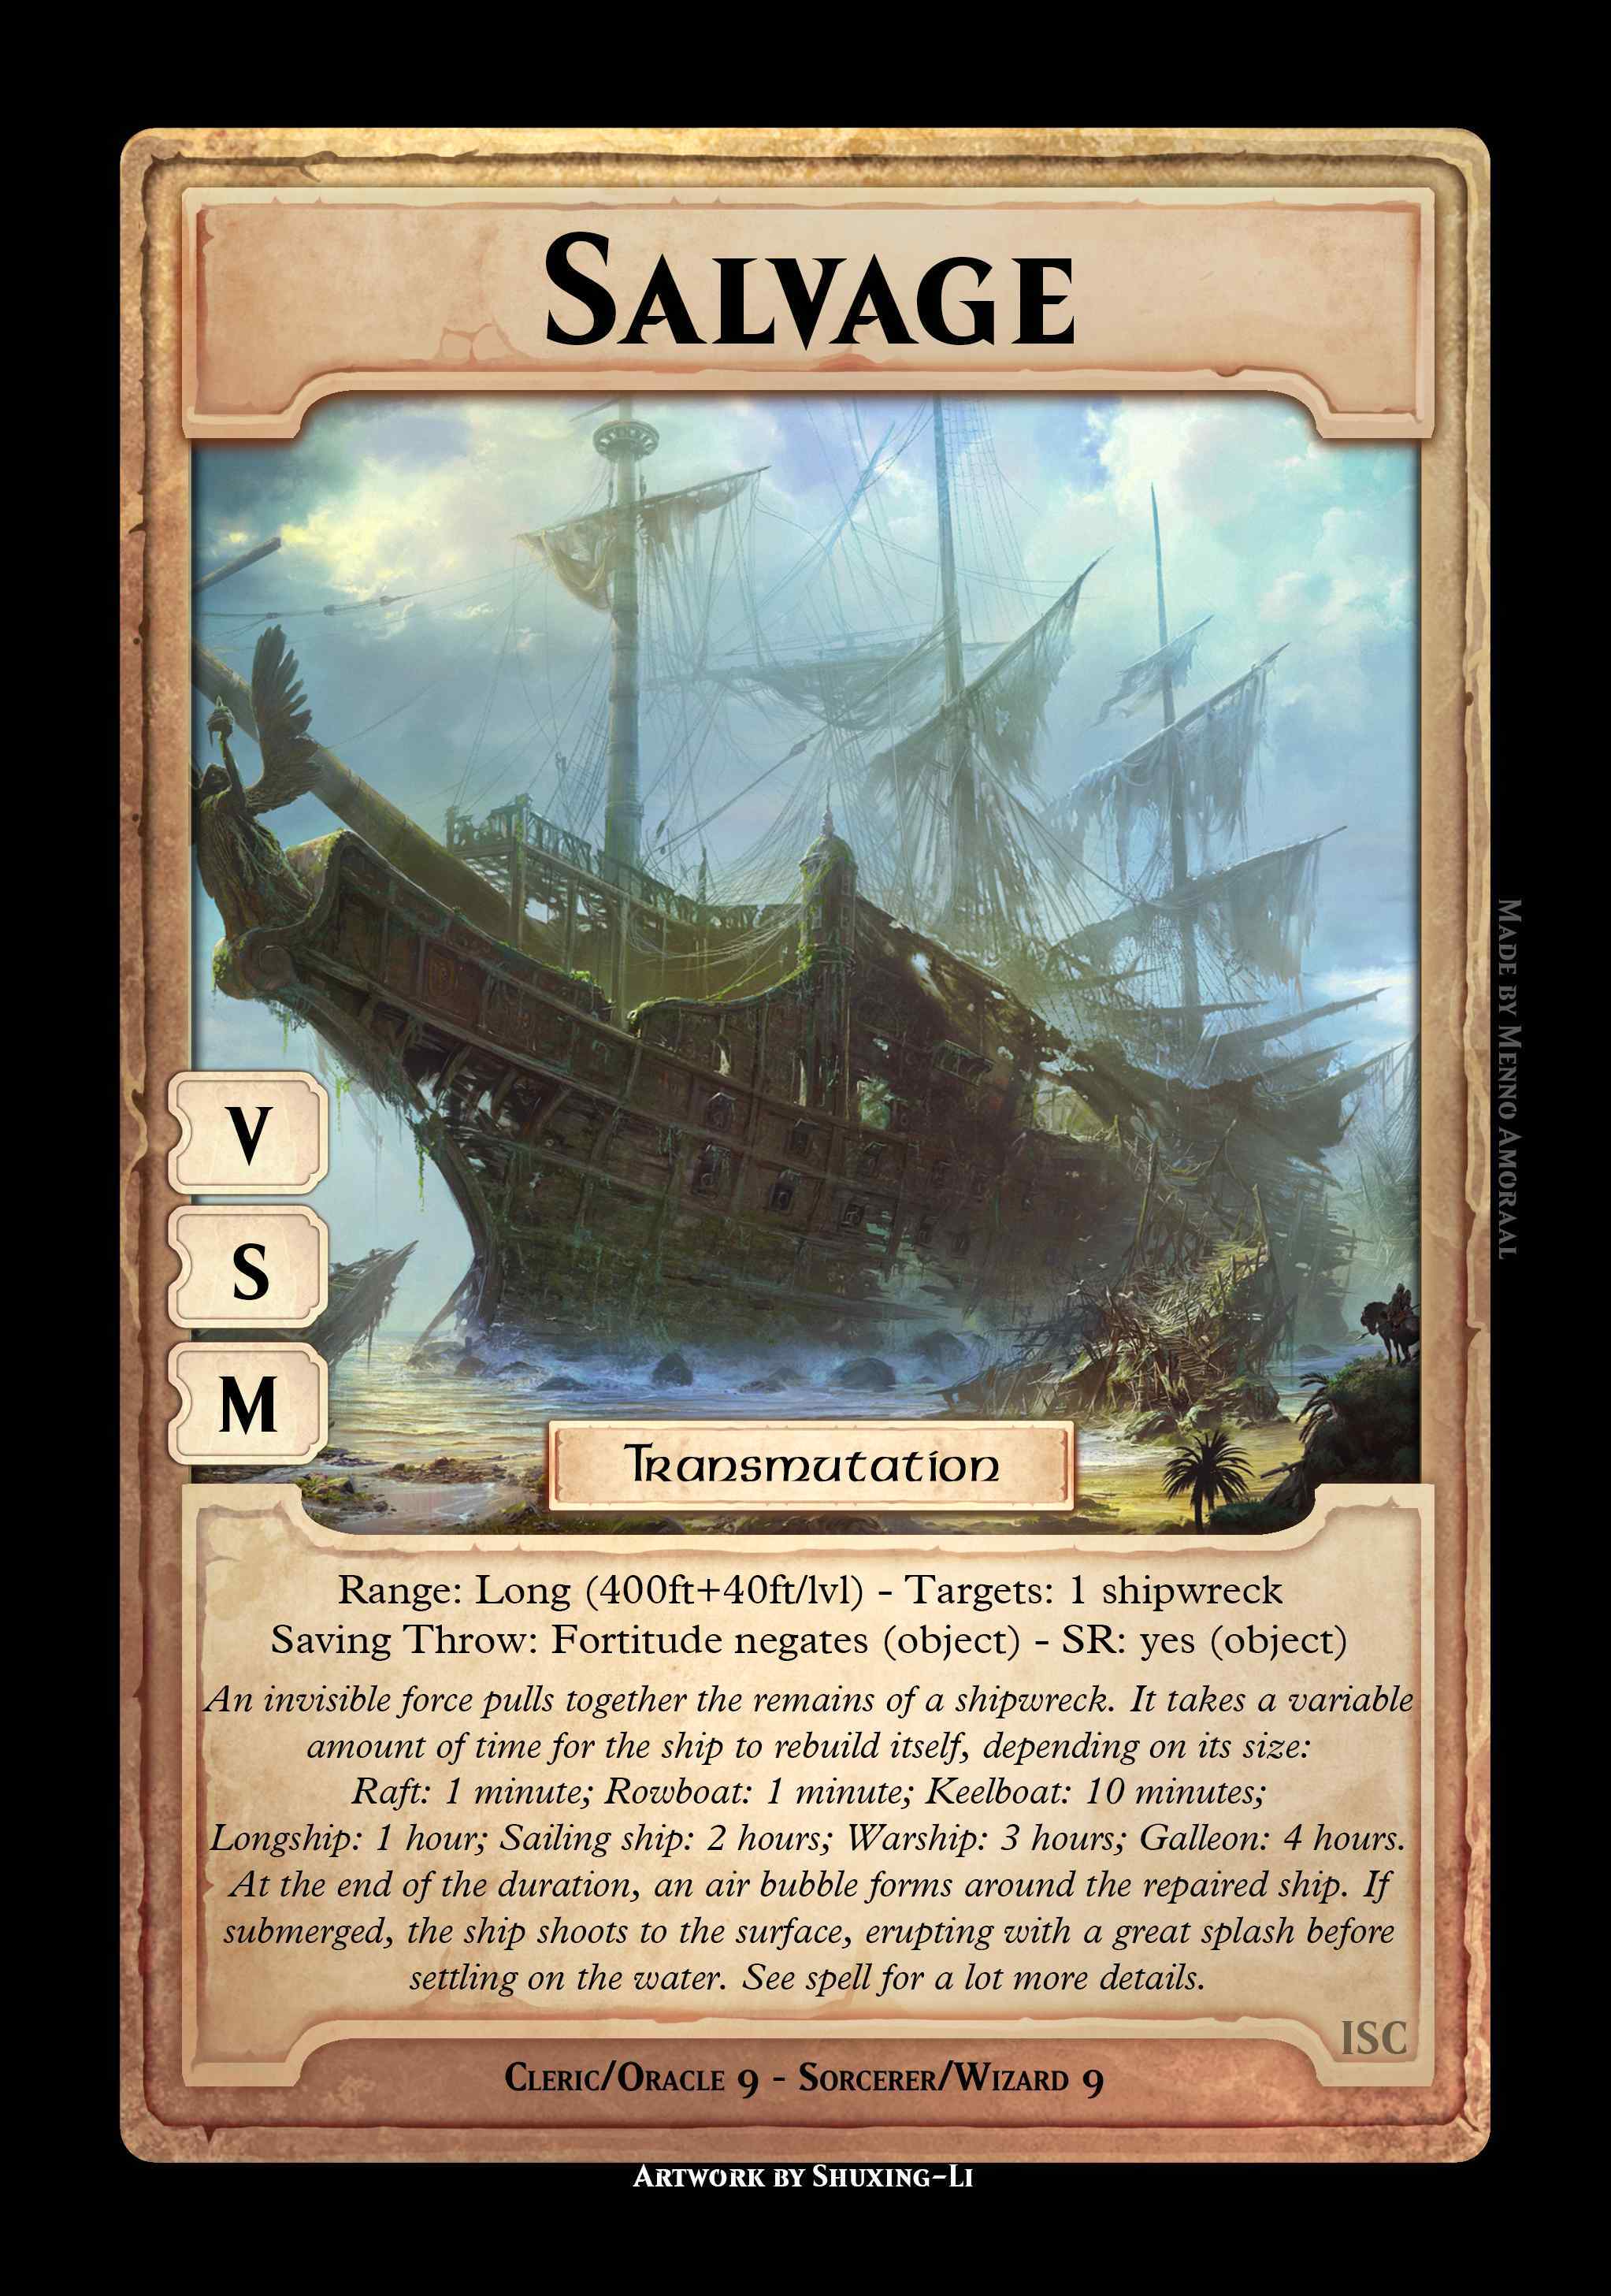 Salvage
Made by Menno Amoraal
V
S
M
Transmutation
Range: Long (400ft+40ft/lvl) - Targets: 1 shipwreck
Saving Throw: Fortitude negates (object) - SR: yes (object)
An invisible force pulls together the remains of a shipwreck. It takes a variable
amount of time for the ship to rebuild itself, depending on its size:
Raft: 1 minute; Rowboat: 1 minute; Keelboat: 10 minutes;
Longship: 1 hour; Sailing ship: 2 hours; Warship: 3 hours; Galleon: 4 hours.
At the end of the duration, an air bubble forms around the repaired ship. If
submerged, the ship shoots to the surface, erupting with a great splash before
settling on the water. See spell for a lot more details.
ISC
Cleric/Oracle 9 - Sorcerer/Wizard 9
Artwork by Shuxing-Li